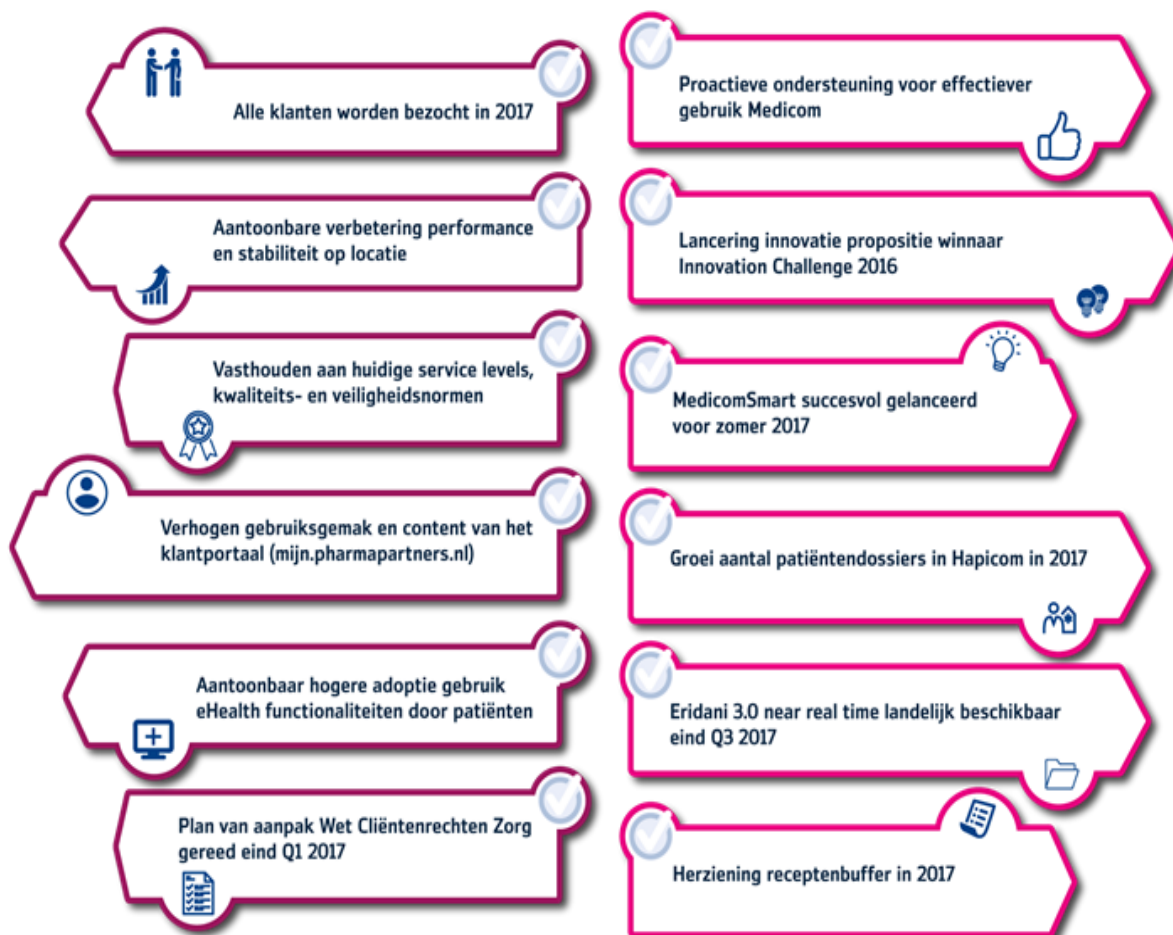 Alle klanten worden bezocht in 2017
Aantoonbare verbetering performance
en stabiliteit op locatie
Vasthouden aan huidige service levels,
kwaliteits- en veiligheidsnormen
Verhogen gebruiksgemak en content van het
klantportaal (mijn.pharmapartners.nl)
Aantoonbaar hogere adoptie gebruik
eHealth functionaliteiten door patiënten
Plan van aanpak Wet Cliëntenrechten Zorg
gereed eind Q1 2017
Proactieve ondersteuning voor effectiever
gebruik Medicom
Lancering innovatie propositie winnaar
Innovation Challenge 2016
MedicomSmart succesvol gelanceerd
voor zomer 2017
Groei aantal patiëntendossiers in Hapicom in 2017
Eridani 3.0 near real time landelijk beschikbaar
eind Q3 2017
Herziening receptenbuffer in 2017